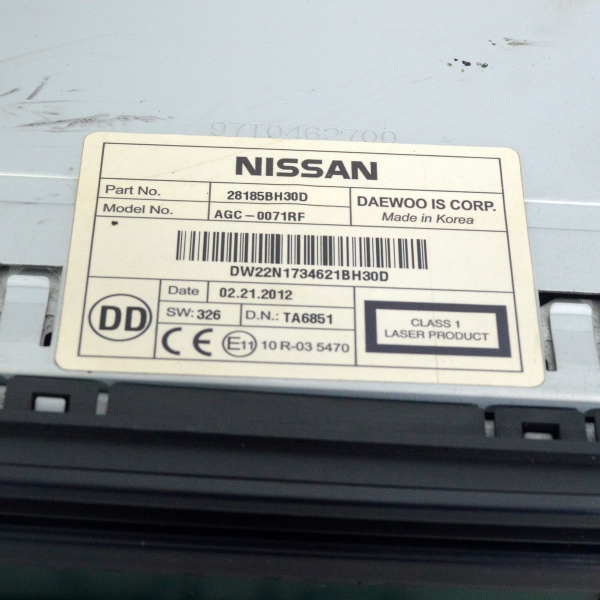 97T0462700
NISSAN
Part No. 28185BH30D
DAEWOO IS CORP.
Model No. AGC-0071RF
Made in Korea
DW22N1734621BH30D
DD
Date 02.21.2012
SW: 326 D.N.: TA6851
CE E11 10 R-03 5470
CLASS 1
LASER PRODUCT